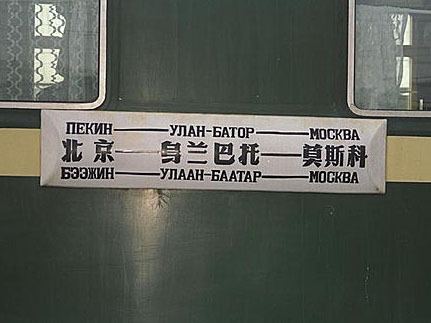 ПЕКИН—УЛАН-БАТОР—МОСКВА
北京—乌兰巴托—莫斯科
БЭЭЖИН—УЛААН-БААТАР—МОСКВА